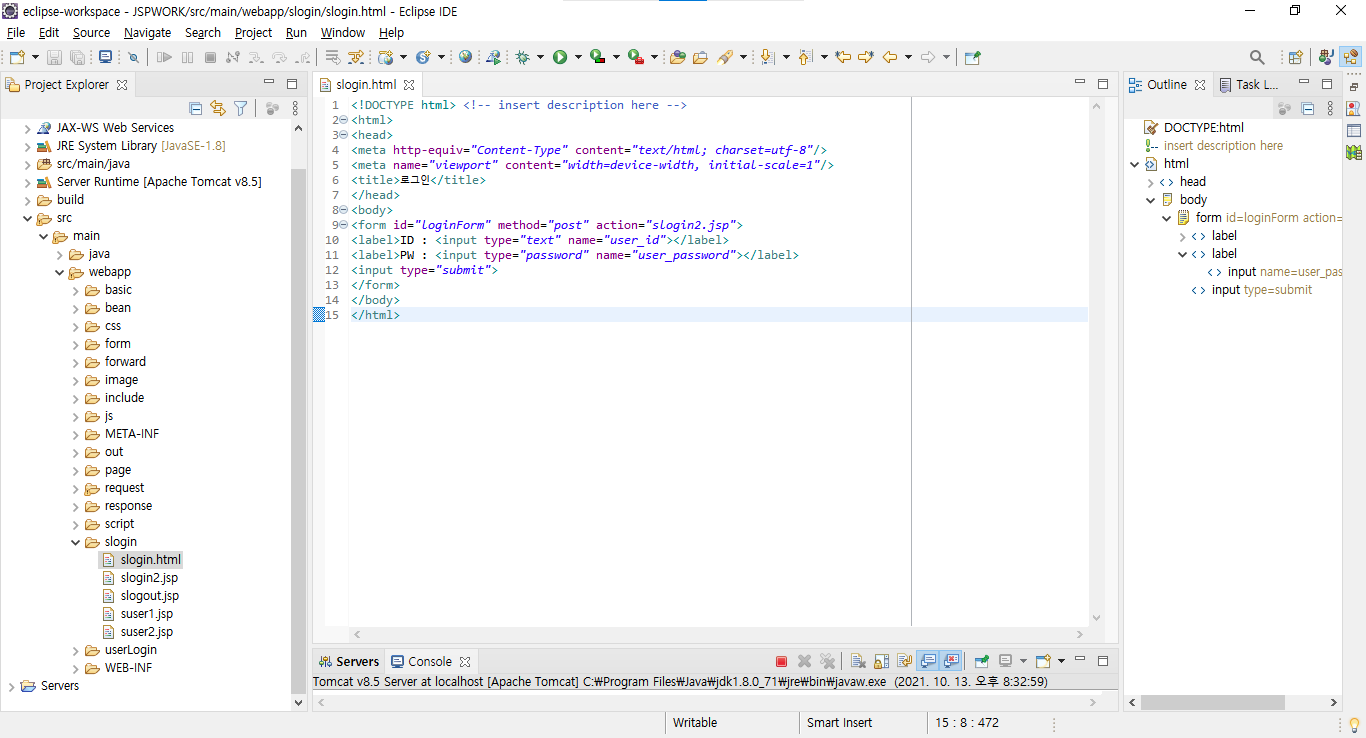 eclipse-workspace - JSPWORK/src/main/webapp/slogin/slogin.html - Eclipse IDE
File Edit Source Navigate Search Project Run Window Help
Project Explorer
JAX-WS Web Services
JRE System Library [JavaSE-1.8]
src/main/java
Server Runtime [Apache Tomcat v8.5]
build
src
main
java
webapp
basic
bean
css
form
forward
image
include
js
META-INF
out
page
request
response
script
slogin
slogin.html
slogin2.jsp
slogout.jsp
suser1.jsp
suser2.jsp
userLogin
WEB-INF
Servers
slogin.html
1 <!DOCTYPE html> <!-- insert description here -->
2 <html>
3 <head>
4 <meta http-equiv="Content-Type" content="text/html; charset=utf-8"/>
5 <meta name="viewport" content="width=device-width, initial-scale=1"/>
6 <title>로그인</title>
7 </head>
8 <body>
9 <form id="loginForm" method="post" action="slogin2.jsp">
10 <label>ID : <input type="text" name="user_id"></label>
11 <label>PW : <input type="password" name="user_password"></label>
12 <input type="submit">
13 </form>
14 </body>
15 </html>
Outline Task L...
DOCTYPE:html
insert description here
html
head
body
form id=loginForm action=
label
label
input name=user_pas
input type=submit
Servers Console
Tomcat v8.5 Server at localhost [Apache Tomcat] C:₩Program Files₩Java₩jdk1.8.0_71₩jre₩bin₩javaw.exe (2021. 10. 13. 오후 8:32:59)
Writable Smart Insert 15 : 8 : 472